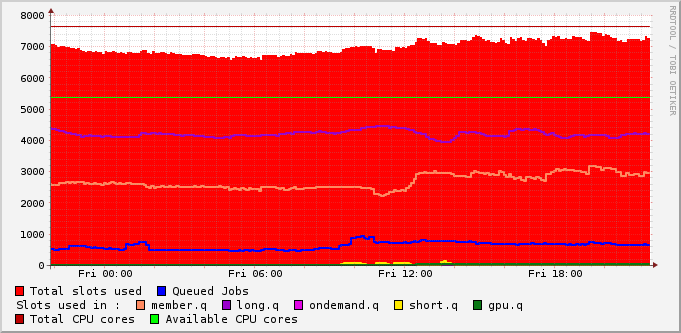 8000
7000
6000
5000
4000
3000
2000
1000
0
Fri 00:00 Fri 06:00 Fri 12:00 Fri 18:00
RRDTOOL / TOBI OETIKER
Total slots used Queued Jobs
Slots used in : member.q long.q ondemand.q short.q gpu.q
Total CPU cores Available CPU cores